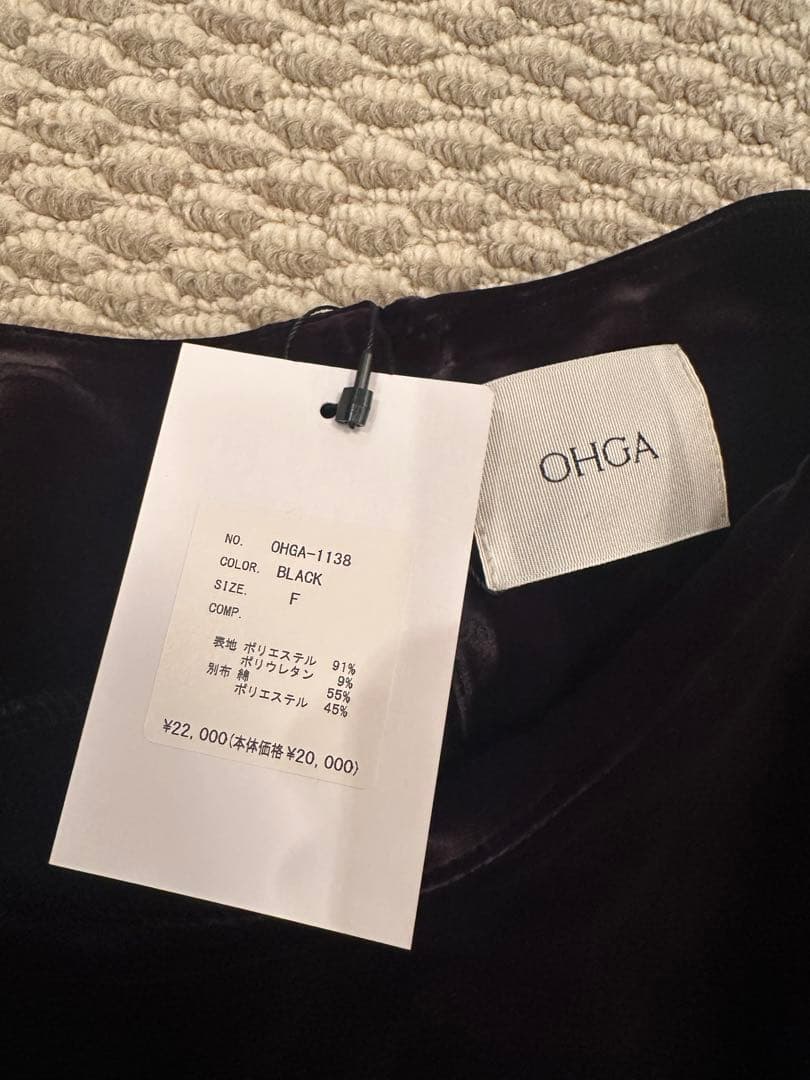 OHGA
NO. OHGA-1138
COLOR. BLACK
SIZE. F
COMP.
表地 ポリエステル 91%
ポリウレタン 9%
別布 綿 55%
ポリエステル 45%
¥22,000(本体価格¥20,000)